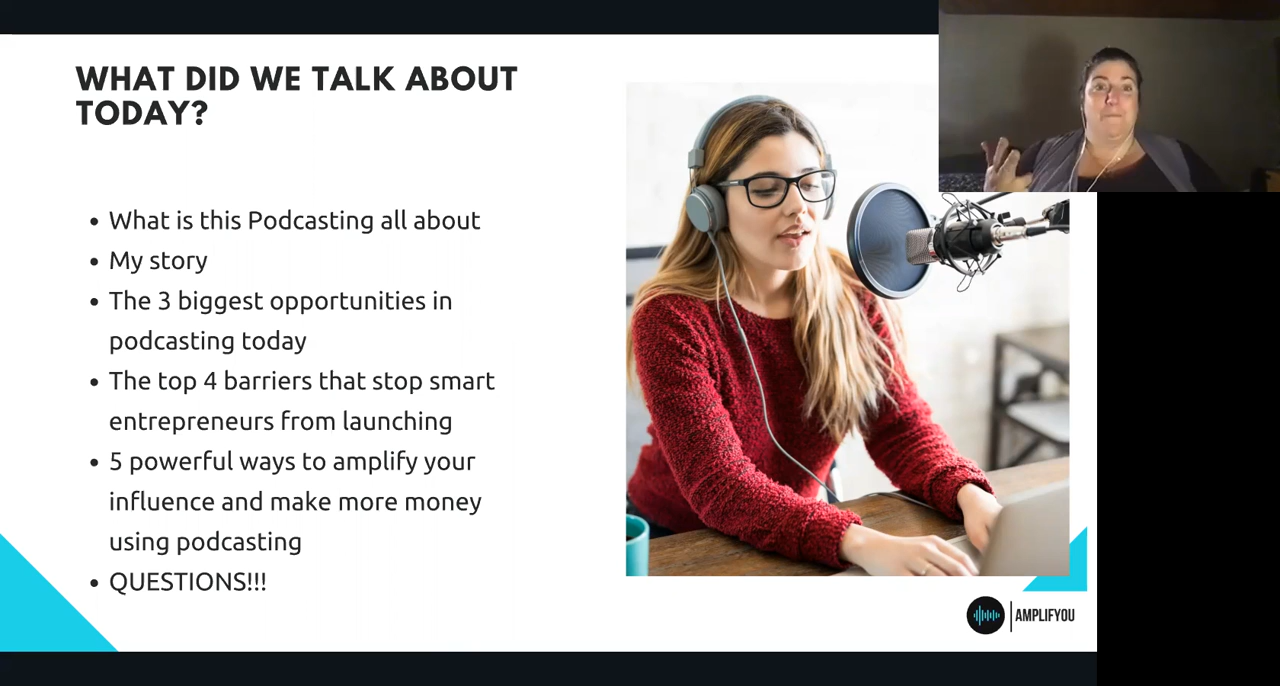 WHAT DID WE TALK ABOUT
TODAY?
What is this Podcasting all about
My story
The 3 biggest opportunities in
podcasting today
The top 4 barriers that stop smart
entrepreneurs from launching
5 powerful ways to amplify your
influence and make more money
using podcasting
QUESTIONS!!!
AMPLIFYOU